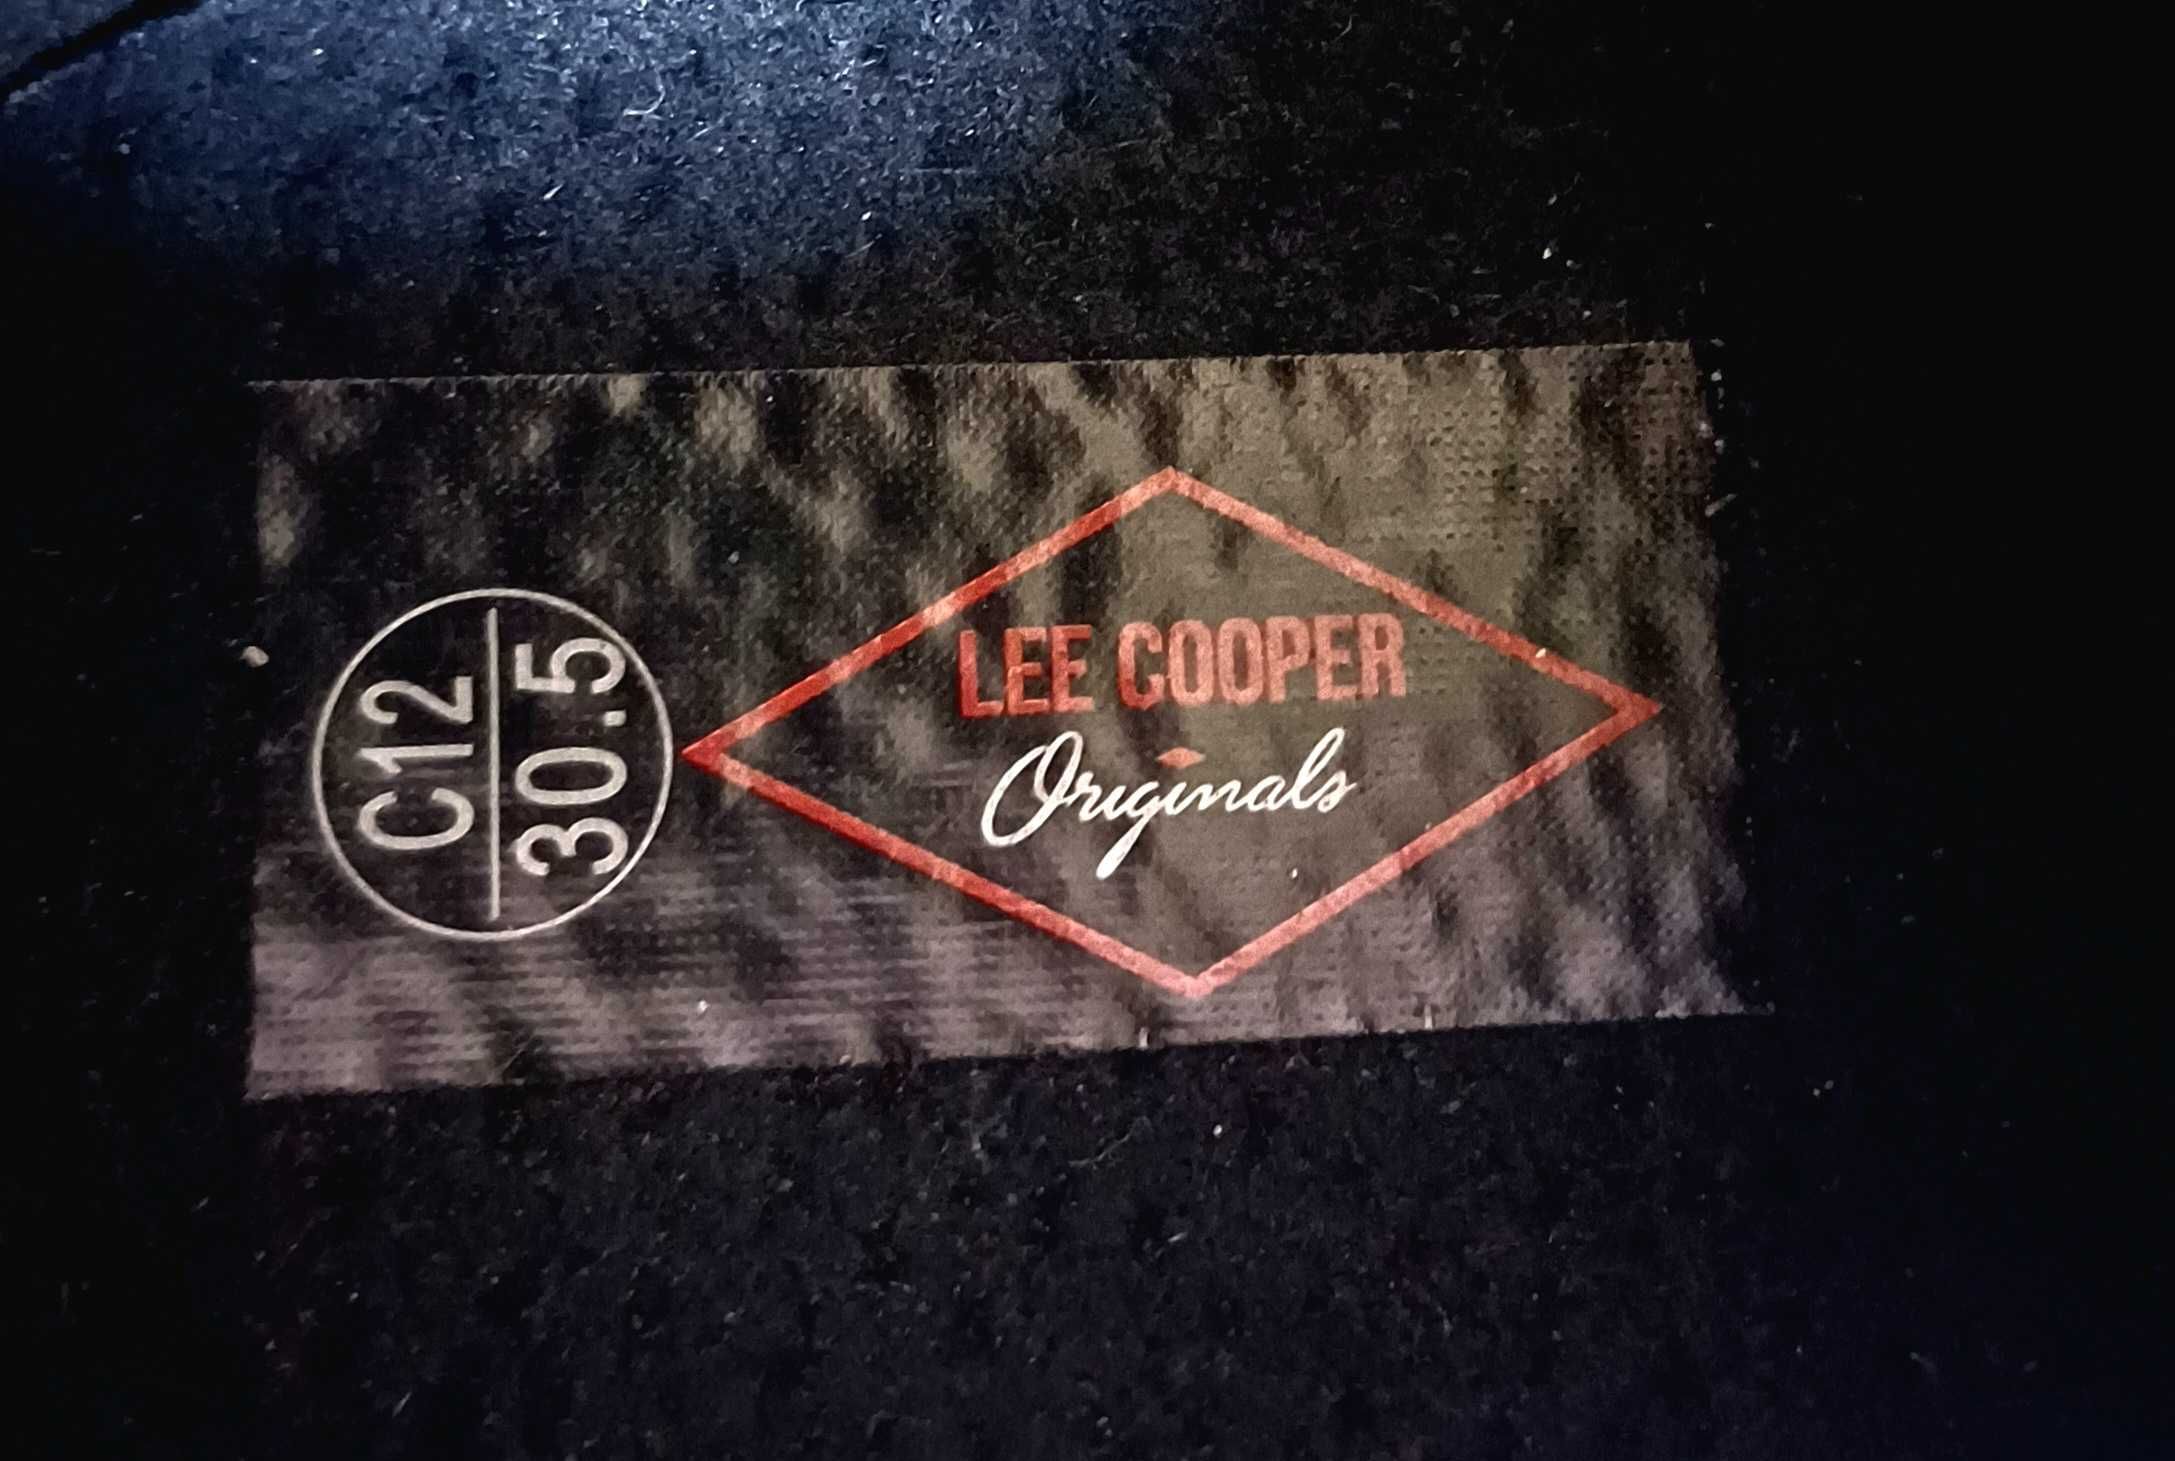 C12
30.5
LEE COOPER
Originals